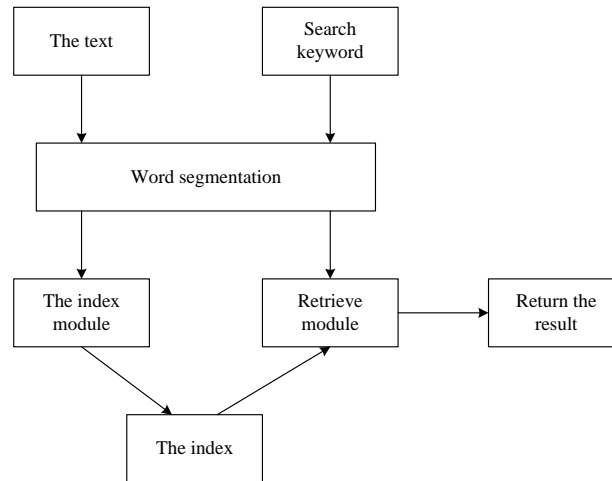 The text
Search
keyword
Word segmentation
The index
module
Retrieve
module
Return the
result
The index